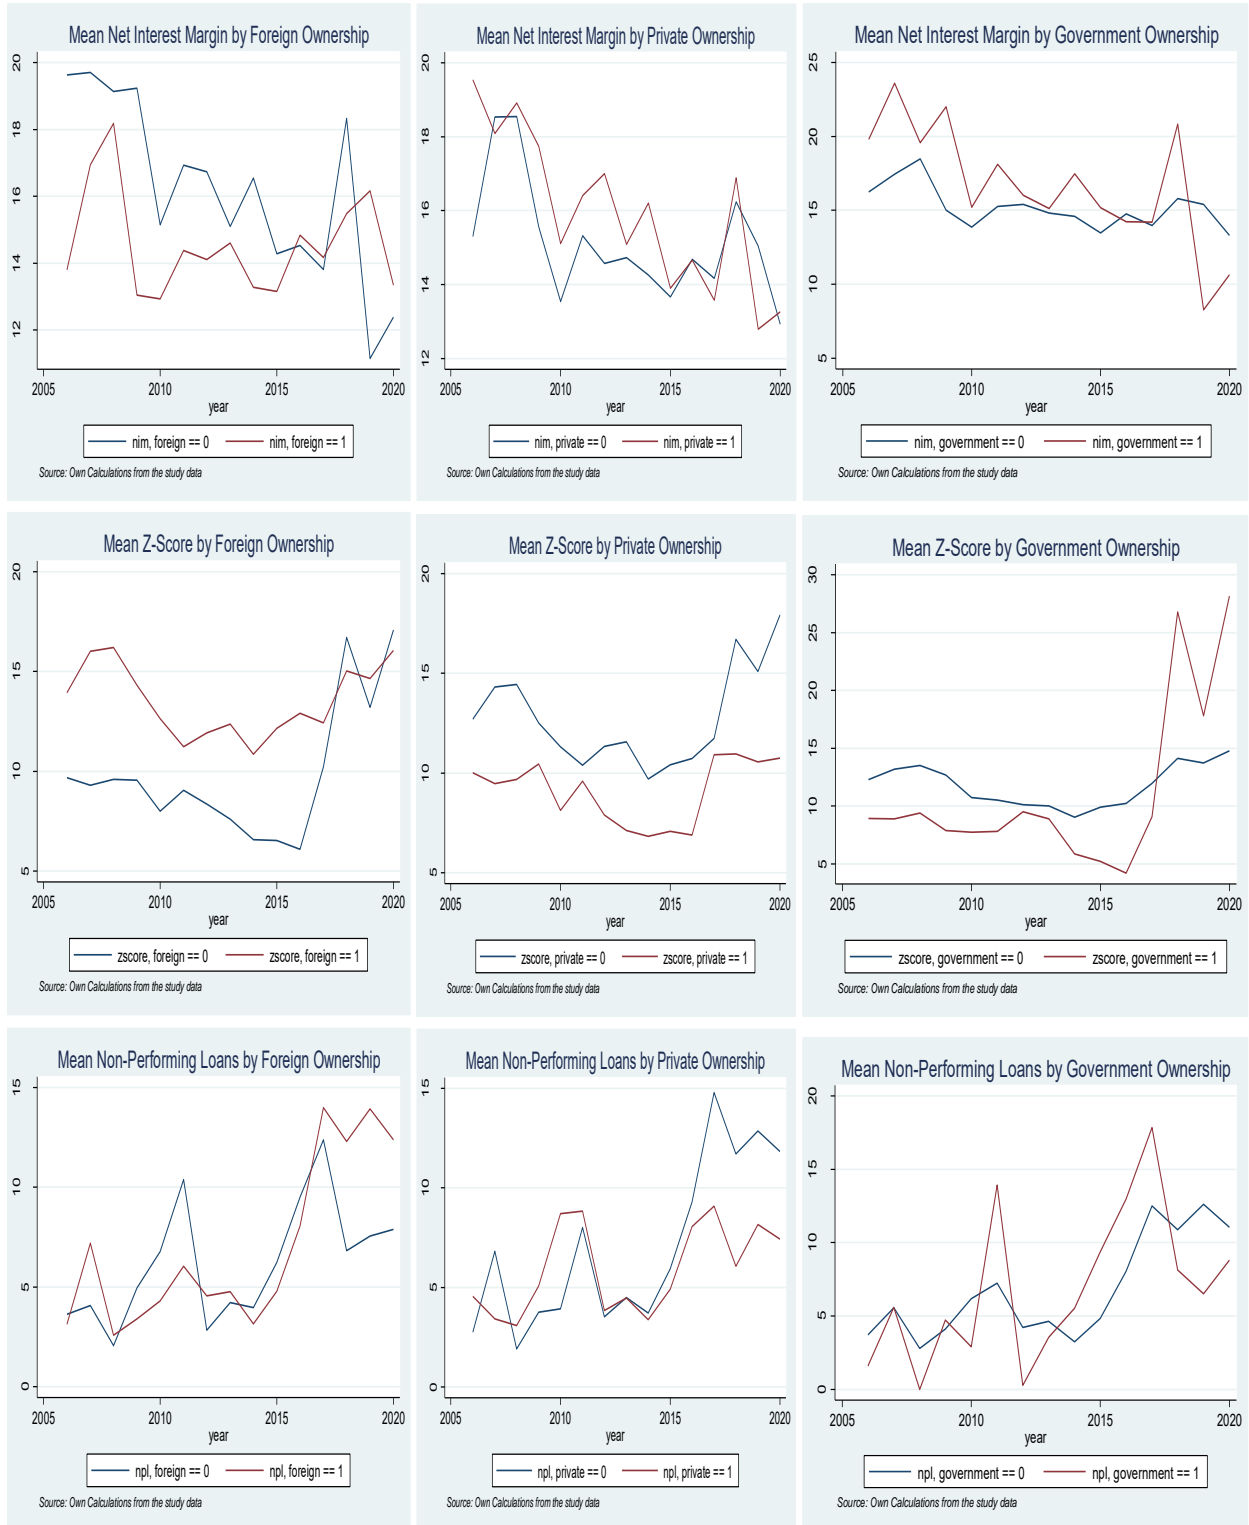 Mean Net Interest Margin by Foreign Ownership
20
18
16
14
12
2005 2010 2015 2020
year
nim, foreign == 0 nim, foreign == 1
Source: Own Calculations from the study data
Mean Net Interest Margin by Private Ownership
20
18
16
14
12
2005 2010 2015 2020
year
nim, private == 0 nim, private == 1
Source: Own Calculations from the study data
Mean Net Interest Margin by Government Ownership
25
20
15
10
5
2005 2010 2015 2020
year
nim, government == 0 nim, government == 1
Source: Own Calculations from the study data
Mean Z-Score by Foreign Ownership
20
15
10
5
2005 2010 2015 2020
year
zscore, foreign == 0 zscore, foreign == 1
Source: Own Calculations from the study data
Mean Z-Score by Private Ownership
20
15
10
5
2005 2010 2015 2020
year
zscore, private == 0 zscore, private == 1
Source: Own Calculations from the study data
Mean Z-Score by Government Ownership
30
25
20
15
10
5
2005 2010 2015 2020
year
zscore, government == 0 zscore, government == 1
Source: Own Calculations from the study data
Mean Non-Performing Loans by Foreign Ownership
15
10
5
0
2005 2010 2015 2020
year
npl, foreign == 0 npl, foreign == 1
Source: Own Calculations from the study data
Mean Non-Performing Loans by Private Ownership
15
10
5
0
2005 2010 2015 2020
year
npl, private == 0 npl, private == 1
Source: Own Calculations from the study data
Mean Non-Performing Loans by Government Ownership
20
15
10
5
0
2005 2010 2015 2020
year
npl, government == 0 npl, government == 1
Source: Own Calculations from the study data